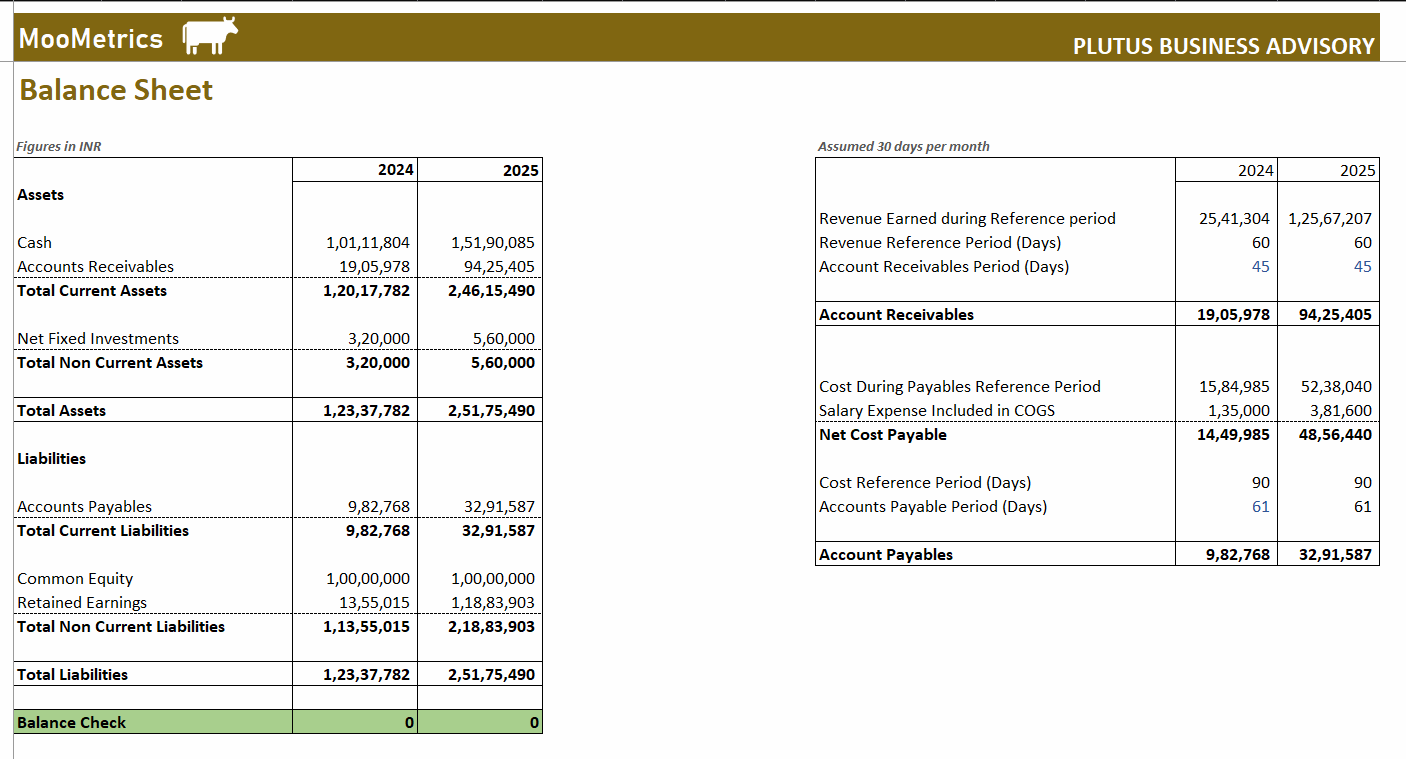 MooMetrics
PLUTUS BUSINESS ADVISORY
Balance Sheet
Figures in INR
2024 2025
Assets
Cash 1,01,11,804 1,51,90,085
Accounts Receivables 19,05,978 94,25,405
Total Current Assets 1,20,17,782 2,46,15,490
Net Fixed Investments 3,20,000 5,60,000
Total Non Current Assets 3,20,000 5,60,000
Total Assets 1,23,37,782 2,51,75,490
Liabilities
Accounts Payables 9,82,768 32,91,587
Total Current Liabilities 9,82,768 32,91,587
Common Equity 1,00,00,000 1,00,00,000
Retained Earnings 13,55,015 1,18,83,903
Total Non Current Liabilities 1,13,55,015 2,18,83,903
Total Liabilities 1,23,37,782 2,51,75,490
Balance Check 0 0
Assumed 30 days per month
2024 2025
Revenue Earned during Reference period 25,41,304 1,25,67,207
Revenue Reference Period (Days) 60 60
Account Receivables Period (Days) 45 45
Account Receivables 19,05,978 94,25,405
Cost During Payables Reference Period 15,84,985 52,38,040
Salary Expense Included in COGS 1,35,000 3,81,600
Net Cost Payable 14,49,985 48,56,440
Cost Reference Period (Days) 90 90
Accounts Payable Period (Days) 61 61
Account Payables 9,82,768 32,91,587